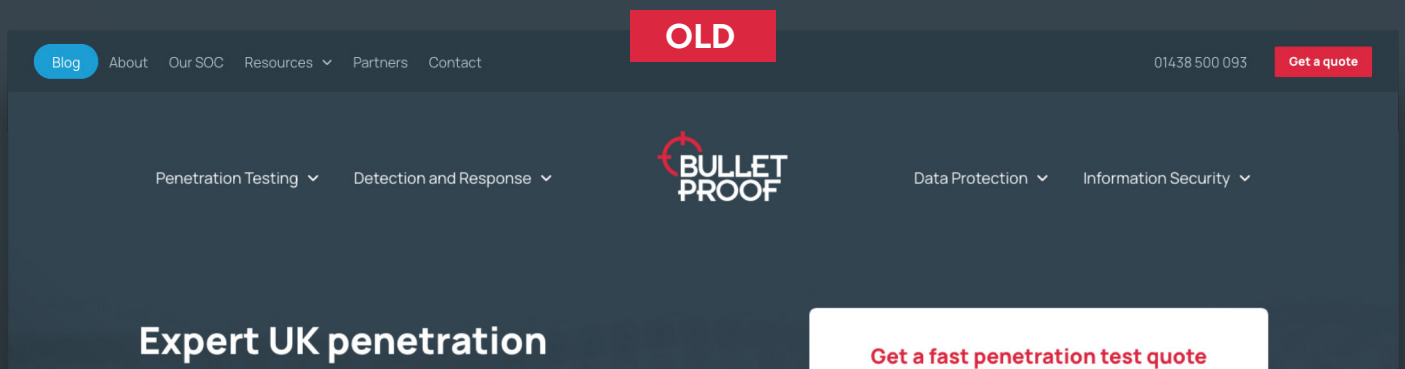 OLD
Blog About Our SOC Resources Partners Contact 01438 500 093 Get a quote
Penetration Testing Detection and Response BULLET PROOF Data Protection Information Security
Expert UK penetration
Get a fast penetration test quote